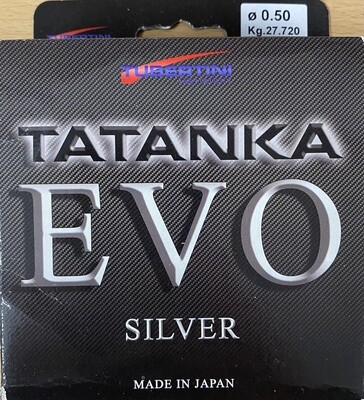 ø 0.50
Kg.27.720
TUBERTINI
TATANKA
EVO
SILVER
MADE IN JAPAN